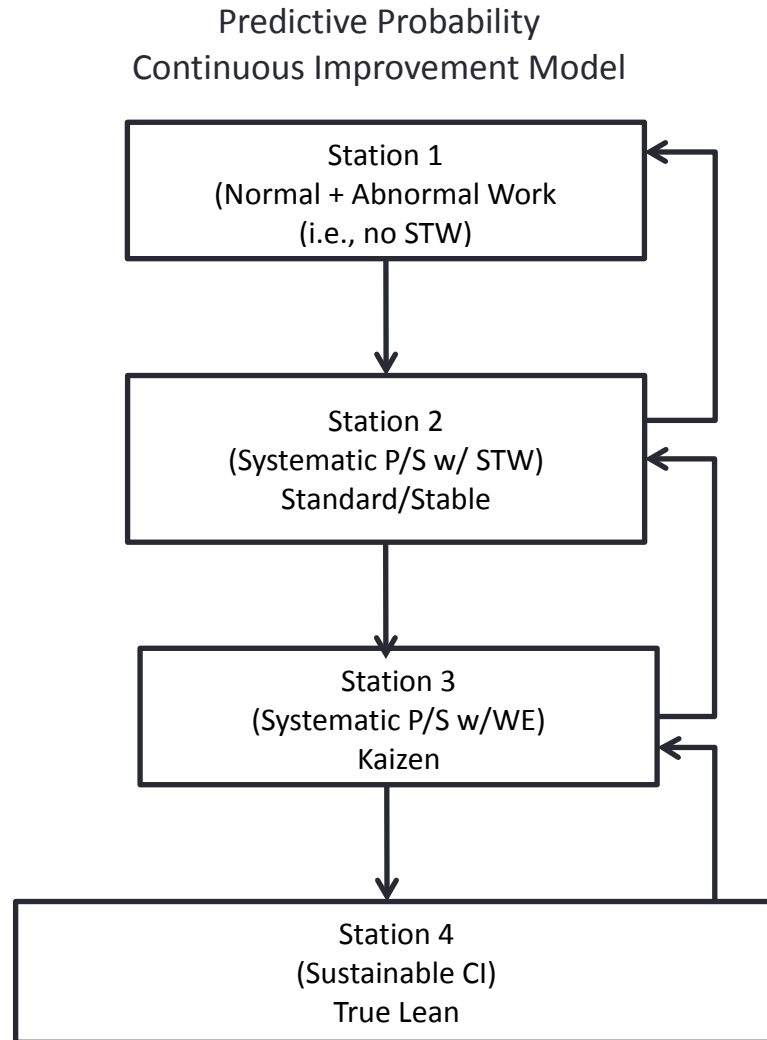 Predictive Probability
Continuous Improvement Model
Station 1
(Normal + Abnormal Work
(i.e., no STW)
Station 2
(Systematic P/S w/ STW)
Standard/Stable
Station 3
(Systematic P/S w/WE)
Kaizen
Station 4
(Sustainable CI)
True Lean